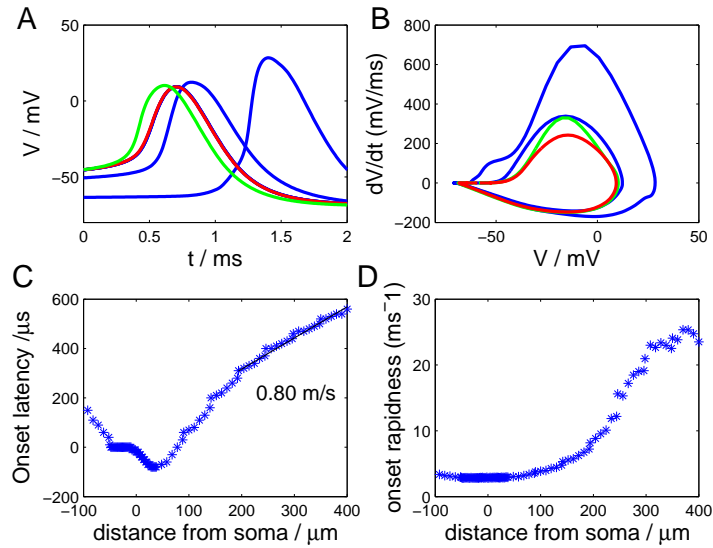 A
B
50
0
−50
V / mV
0
0.5
1
1.5
2
t / ms
800
600
400
200
0
−200
dV/dt (mV/ms)
−50
0
50
V / mV
C
D
600
400
200
0
−200
Onset latency /μs
0.80 m/s
−100
0
100
200
300
400
distance from soma / μm
30
20
10
0
onset rapidness (ms−1)
−100
0
100
200
300
400
distance from soma / μm